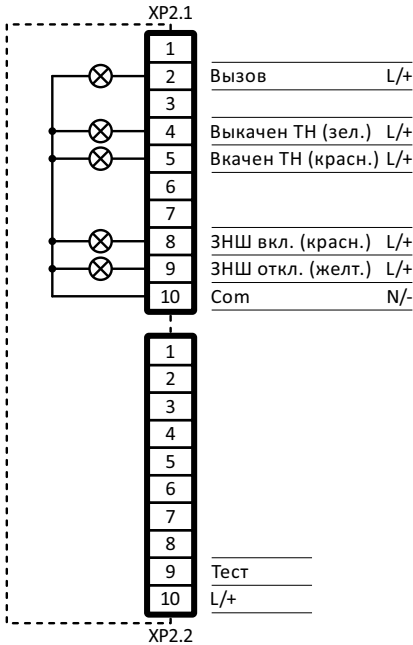 XP2.1
1
2 Вызов L/+
3
4 Выкачен ТН (зел.) L/+
5 Вкачен ТН (красн.) L/+
6
7
8 ЗНШ вкл. (красн.) L/+
9 ЗНШ откл. (желт.) L/+
10 Com N/-
1
2
3
4
5
6
7
8
9 Тест
10 L/+
XP2.2